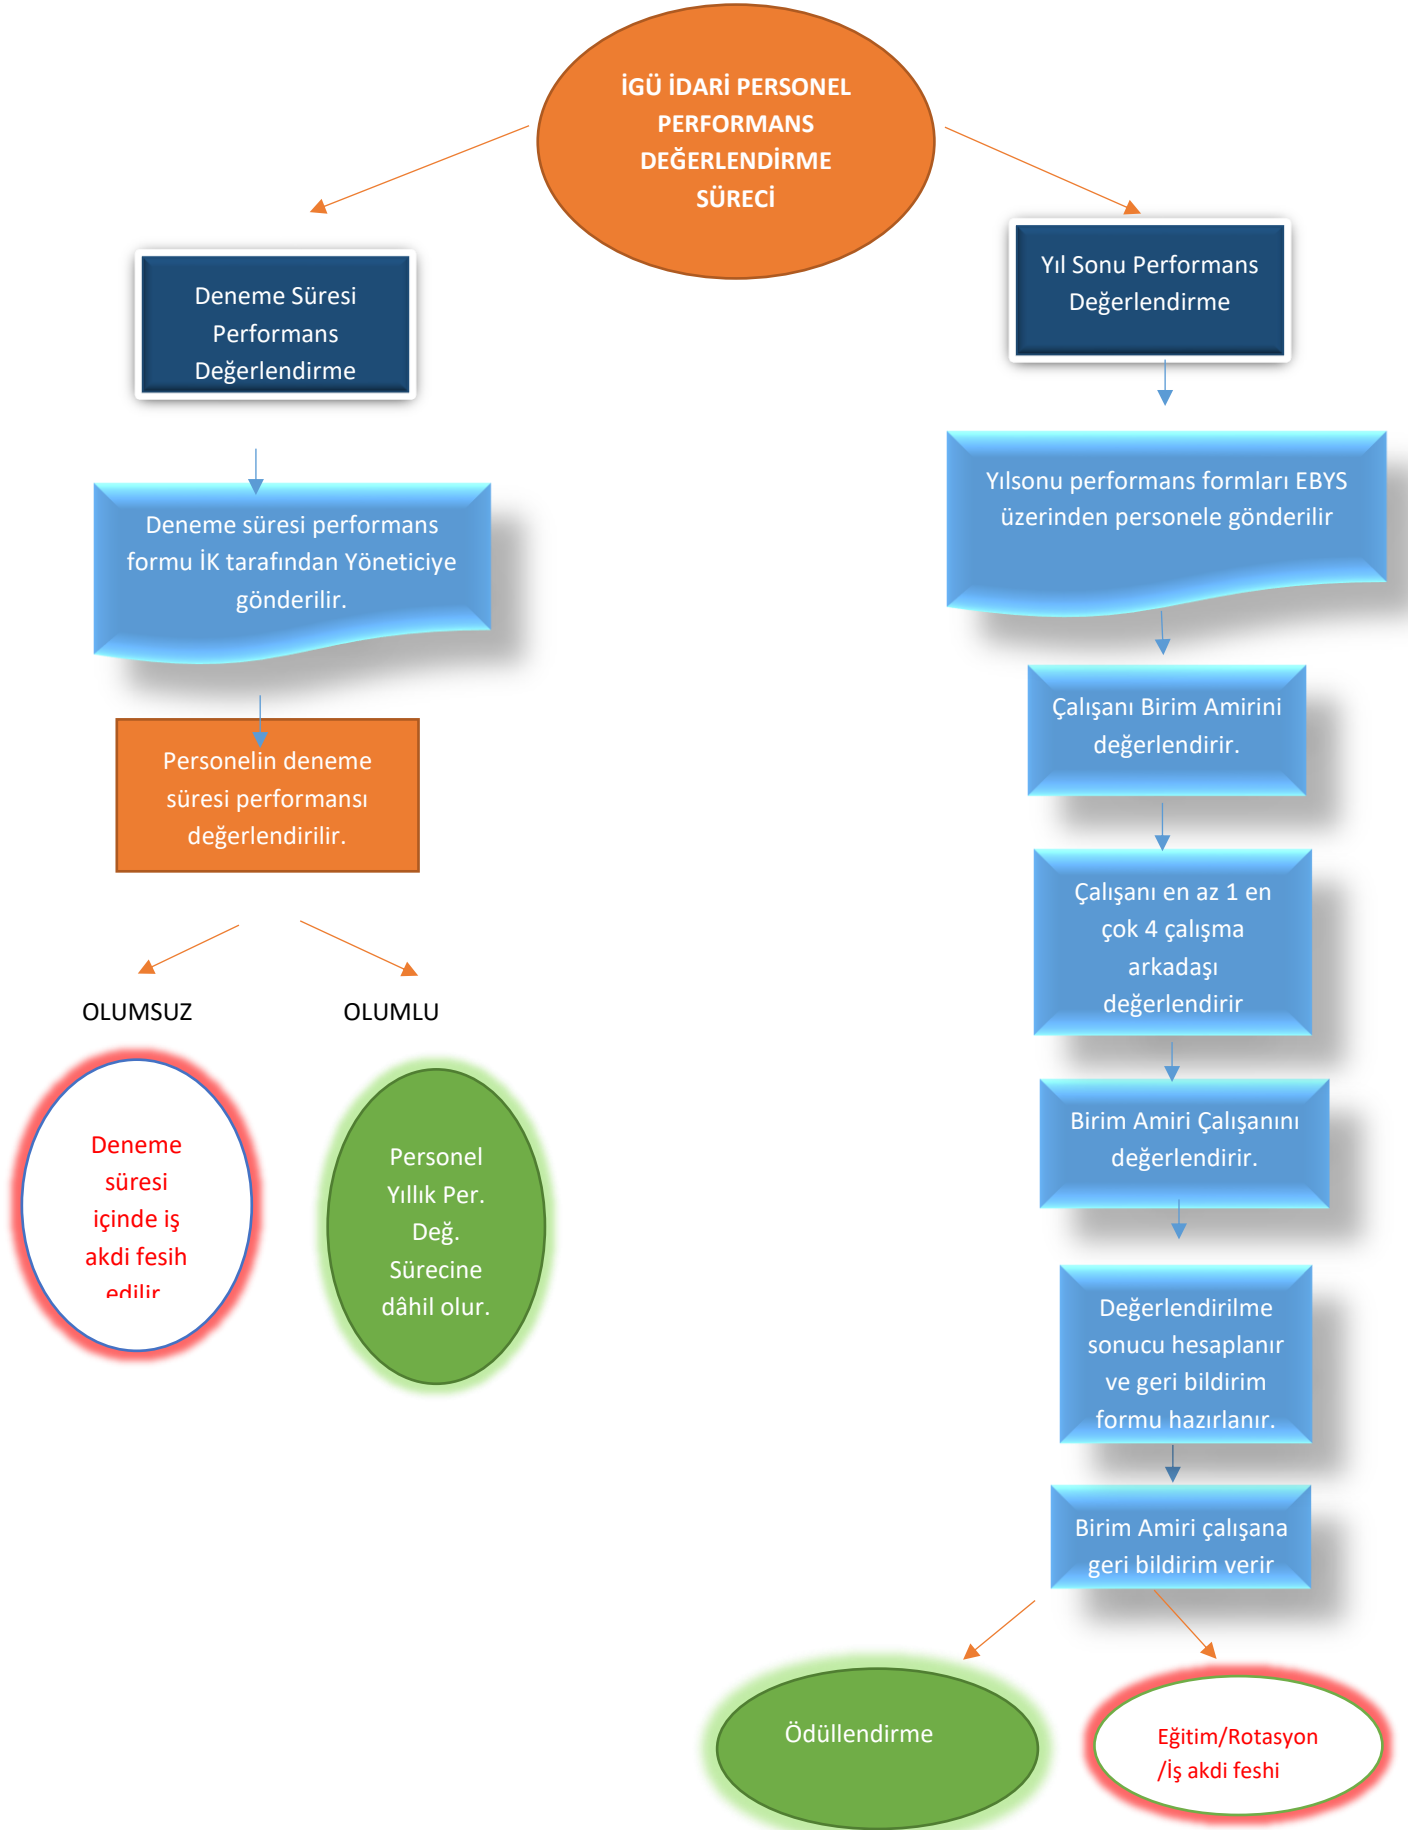 İGÜ İDARİ PERSONEL
PERFORMANS
DEĞERLENDİRME
SÜRECİ
Deneme Süresi
Performans
Değerlendirme
Deneme süresi performans
formu İK tarafından Yöneticiye
gönderilir.
Personelin deneme
süresi performansı
değerlendirilir.
OLUMSUZ
OLUMLU
Deneme
süresi
içinde iş
akdi fesih
edilir
Personel
Yıllık Per.
Değ.
Sürecine
dâhil olur.
Yıl Sonu Performans
Değerlendirme
Yılsonu performans formları EBYS
üzerinden personele gönderilir
Çalışanı Birim Amirini
değerlendirir.
Çalışanı en az 1 en
çok 4 çalışma
arkadaşı
değerlendirir
Birim Amiri Çalışanını
değerlendirir.
Değerlendirilme
sonucu hesaplanır
ve geri bildirim
formu hazırlanır.
Birim Amiri çalışana
geri bildirim verir
Ödüllendirme
Eğitim/Rotasyon
/İş akdi feshi